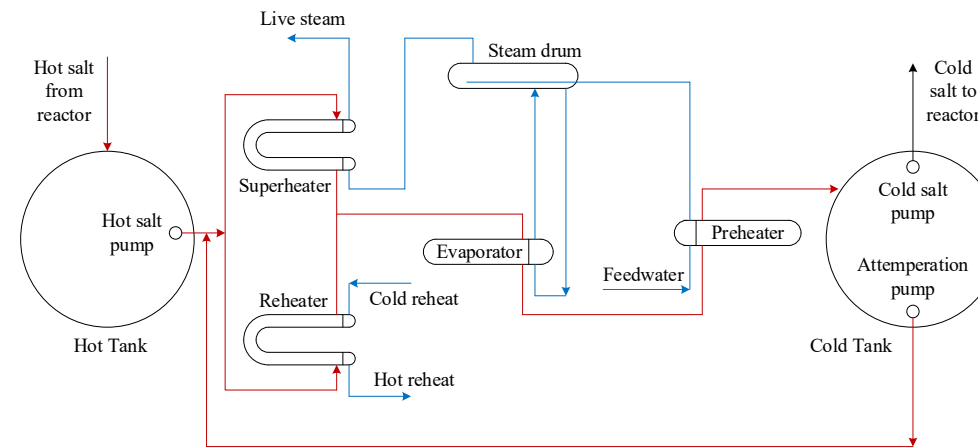 Live steam
Steam drum
Hot salt
from
reactor
Cold
salt to
reactor
Superheater
Hot salt
pump
Cold salt
pump
Evaporator
Preheater
Feedwater
Attemperation
pump
Reheater
Cold reheat
Hot Tank
Cold Tank
Hot reheat